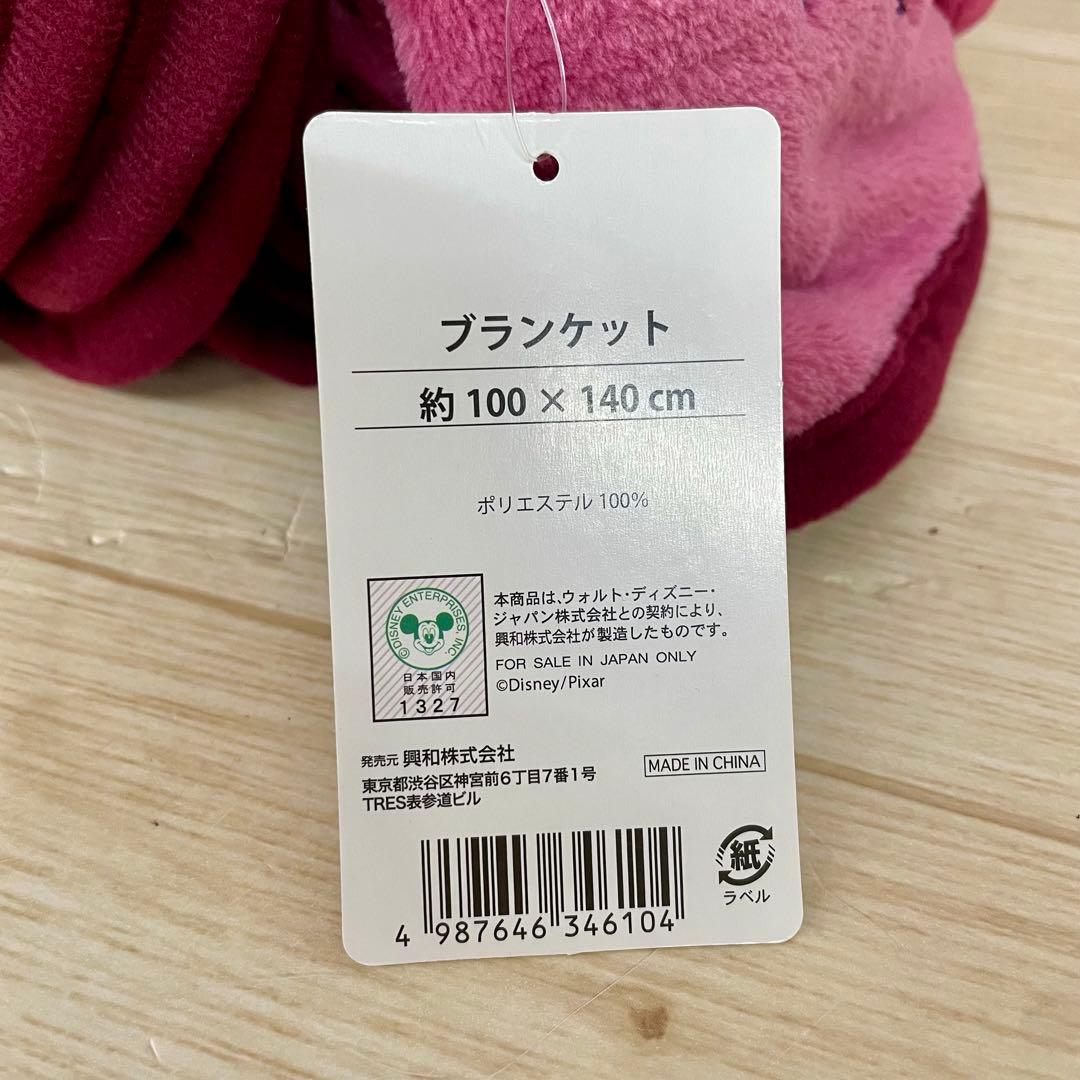 ブランケット
約 100 × 140 cm
ポリエステル 100%
©DISNEY ENTERPRISES, INC.
日本国内
販売許可
1327
本商品は、ウォルト・ディズニー・
ジャパン株式会社との契約により、
興和株式会社が製造したものです。
FOR SALE IN JAPAN ONLY
©Disney/Pixar
発売元 興和株式会社
東京都渋谷区神宮前6丁目7番1号
TRES表参道ビル
MADE IN CHINA
紙
ラベル
4 987646 346104